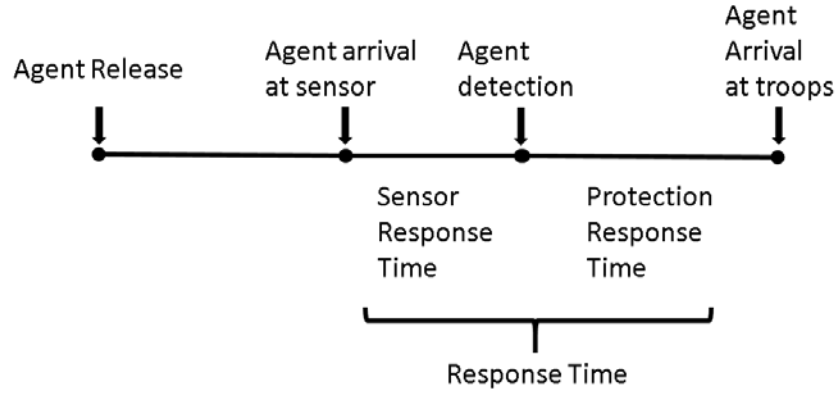 Agent Release
Agent arrival
at sensor
Agent
detection
Agent
Arrival
at troops
Sensor
Response
Time
Protection
Response
Time
Response Time